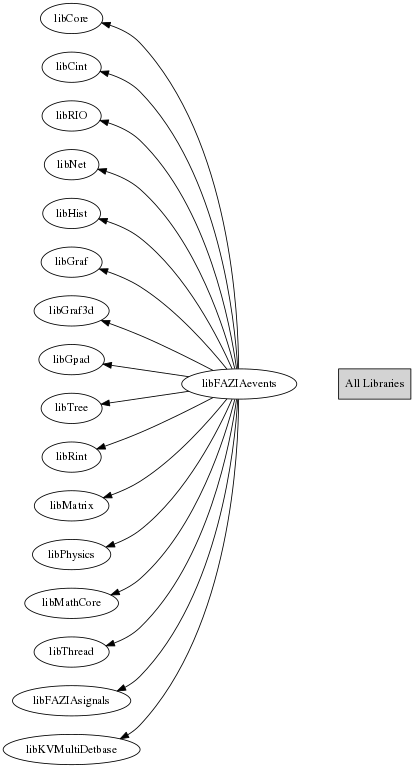 libCore
libCint
libRIO
libNet
libHist
libGraf
libGraf3d
libGpad
libFAZIAevents
All Libraries
libTree
libRint
libMatrix
libPhysics
libMathCore
libThread
libFAZIAsignals
libKVMultiDetbase